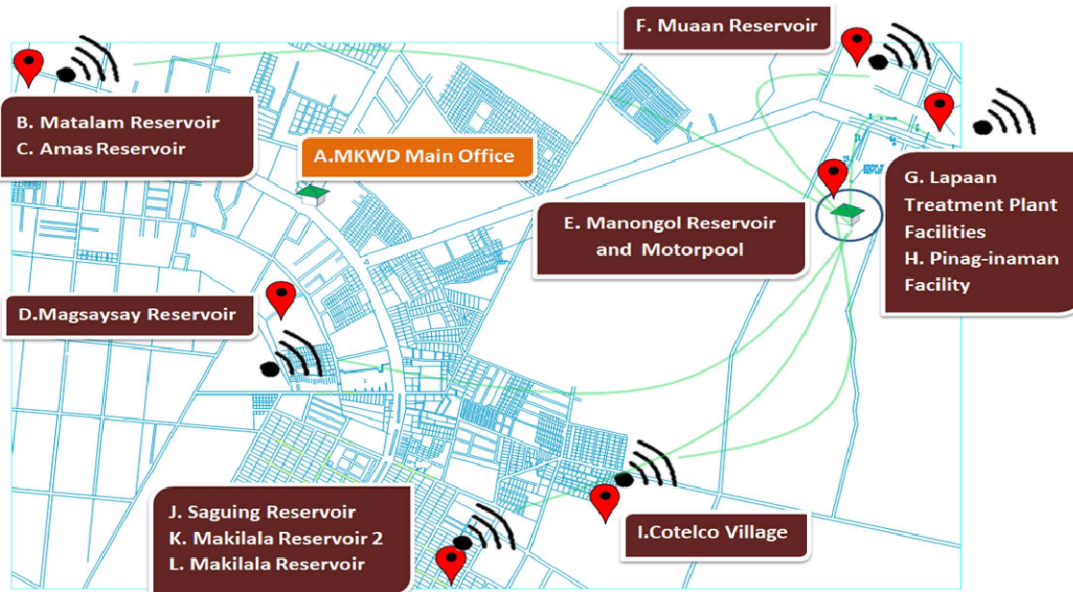 F. Muaan Reservoir
B. Matalam Reservoir
C. Amas Reservoir
A.MKWD Main Office
G. Lapaan
Treatment Plant
Facilities
H. Pinag-inaman
Facility
E. Manongol Reservoir
and Motorpool
D.Magsaysay Reservoir
J. Saguing Reservoir
K. Makilala Reservoir 2
L. Makilala Reservoir
I.Cotelco Village